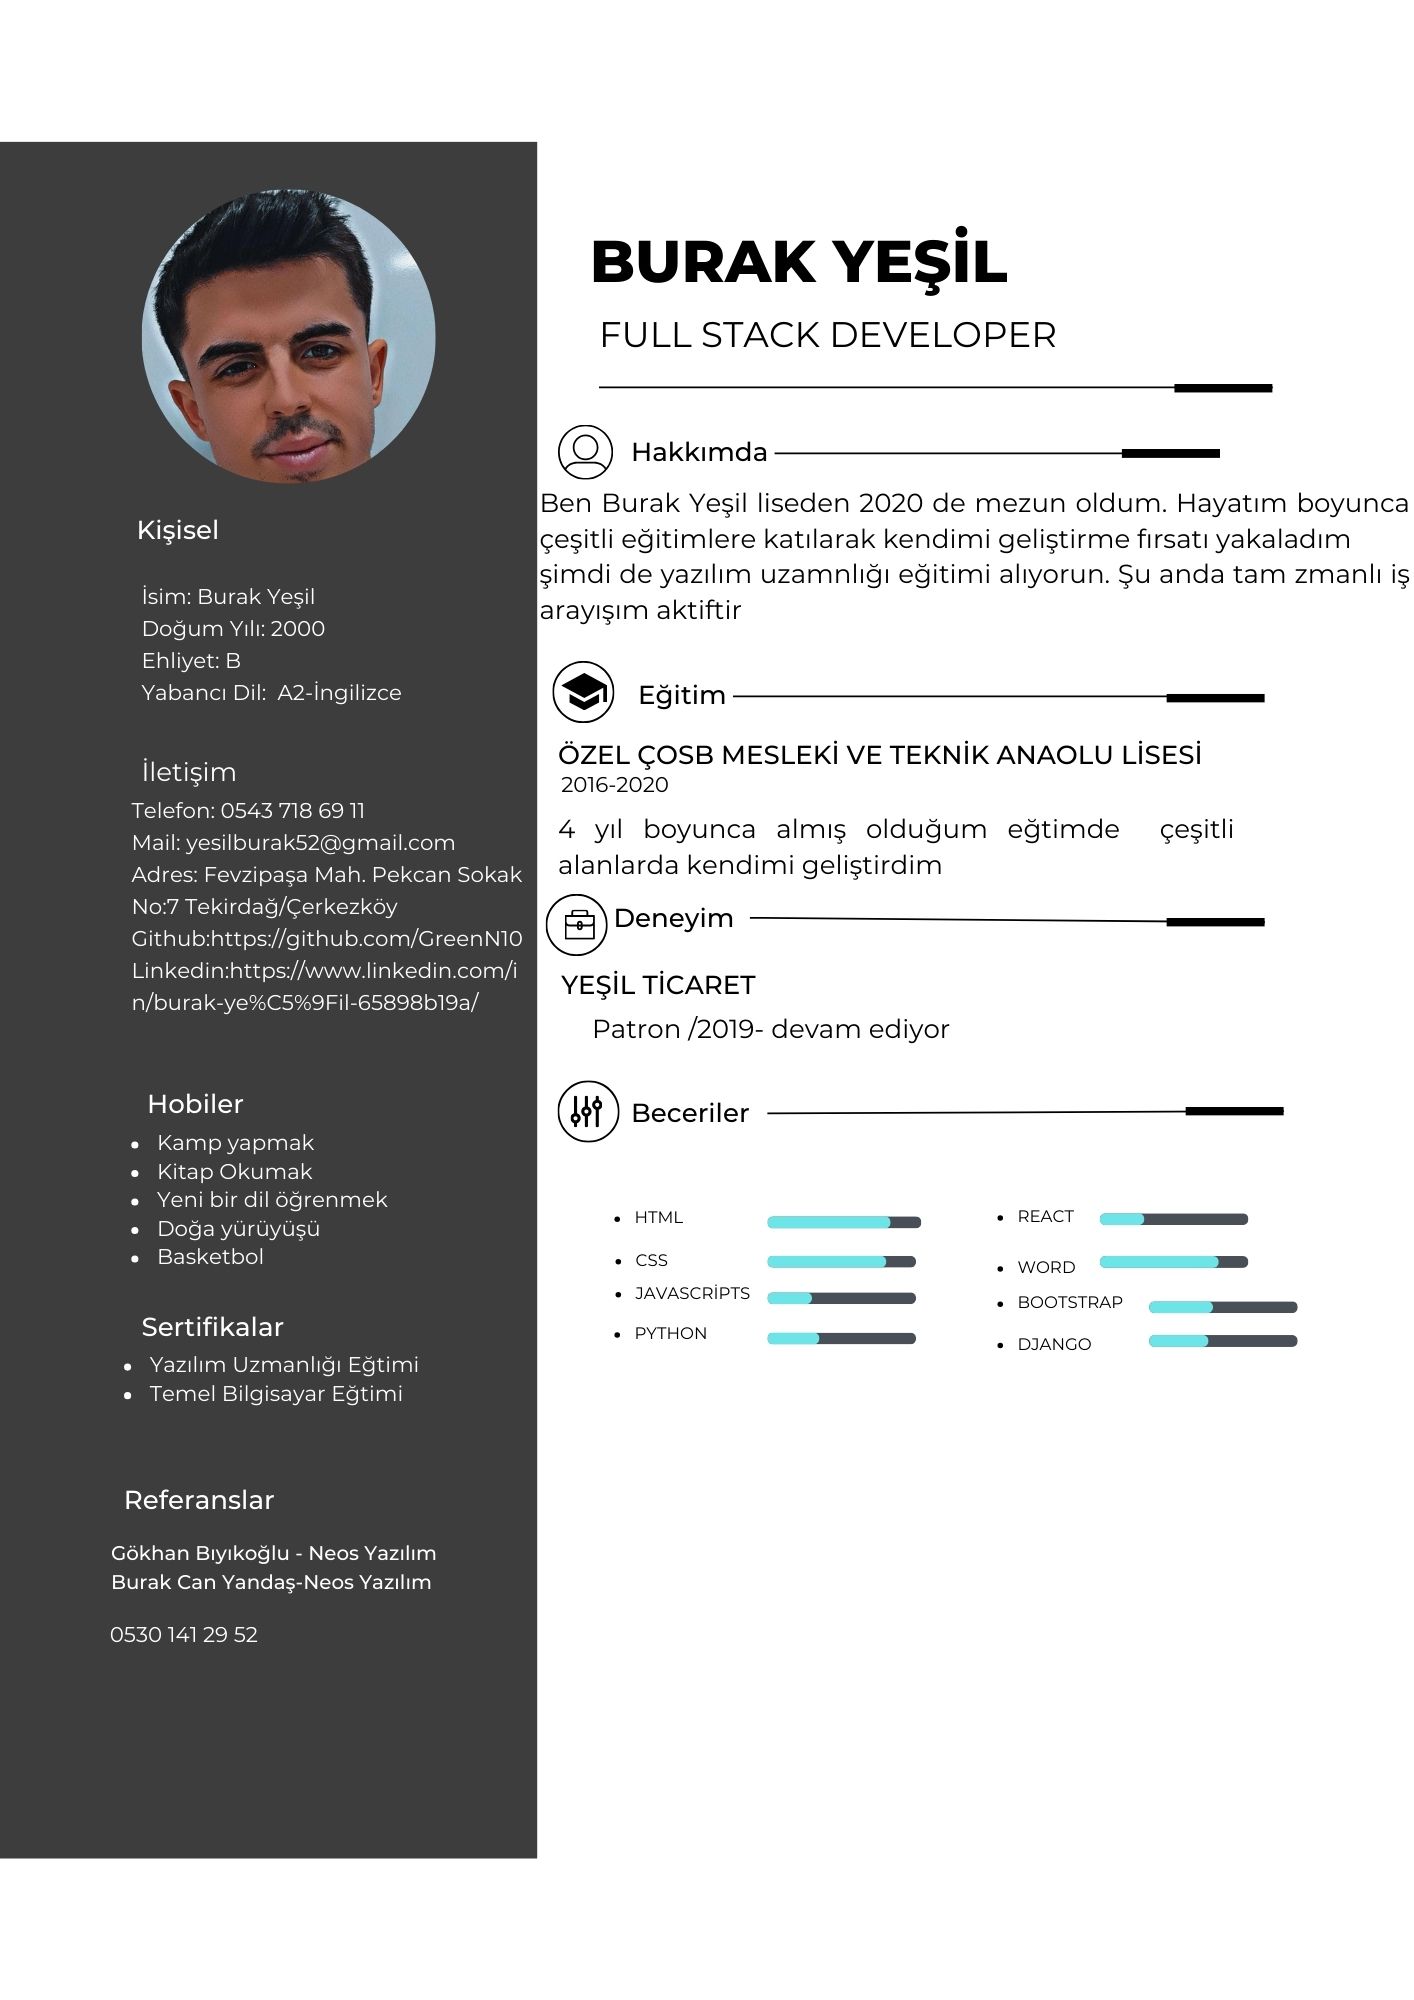 BURAK YEŞİL
FULL STACK DEVELOPER
Kişisel
İsim: Burak Yeşil
Doğum Yılı: 2000
Ehliyet: B
Yabancı Dil:  A2-İngilizce
İletişim
Telefon: 0543 718 69 11
Mail: yesilburak52@gmail.com
Adres: Fevzipaşa Mah. Pekcan Sokak
No:7 Tekirdağ/Çerkezköy
Github:https://github.com/GreenN10
Linkedin:https://www.linkedin.com/i
n/burak-ye%C5%9Fil-65898b19a/
Hobiler
• Kamp yapmak
• Kitap Okumak
• Yeni bir dil öğrenmek
• Doğa yürüyüşü
• Basketbol
Sertifikalar
• Yazılım Uzmanlığı Eğtimi
• Temel Bilgisayar Eğtimi
Referanslar
Gökhan Bıyıkoğlu - Neos Yazılım
Burak Can Yandaş-Neos Yazılım
0530 141 29 52
Hakkımda
Ben Burak Yeşil liseden 2020 de mezun oldum. Hayatım boyunca
çeşitli eğitimlere katılarak kendimi geliştirme fırsatı yakaladım
şimdi de yazılım uzamnlığı eğitimi alıyorun. Şu anda tam zmanlı iş
arayışım aktiftir
Eğitim
ÖZEL ÇOSB MESLEKİ VE TEKNİK ANAOLU LİSESİ
2016-2020
4 yıl boyunca almış olduğum eğtimde çeşitli
alanlarda kendimi geliştirdim
Deneyim
YEŞİL TİCARET
Patron /2019- devam ediyor
Beceriler
• HTML
• CSS
• JAVASCRİPTS
• PYTHON
• REACT
• WORD
• BOOTSTRAP
• DJANGO